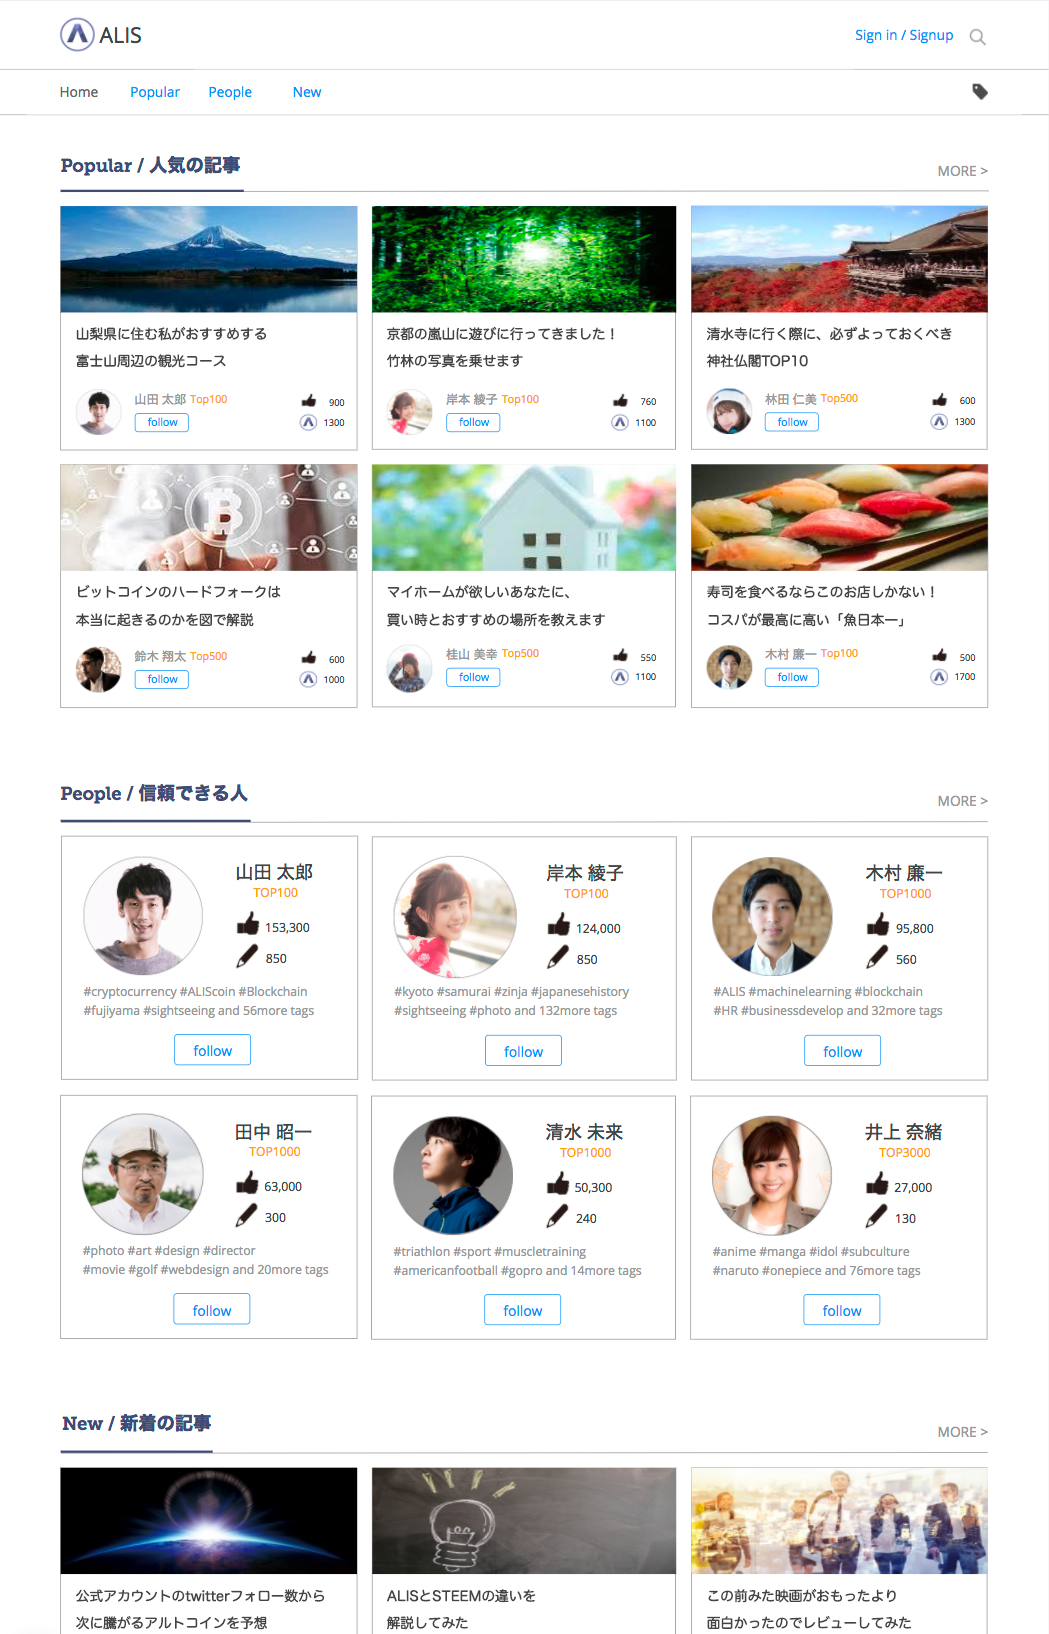 ALIS
Sign in / Signup
Home Popular People New
Popular / 人気の記事
MORE >
山梨県に住む私がおすすめする
富士山周辺の観光コース
山田 太郎 Top100
900
follow
1300
京都の嵐山に遊びに行ってきました！
竹林の写真を乗せます
岸本 綾子 Top100
760
follow
1100
清水寺に行く際に、必ずよっておくべき
神社仏閣TOP10
林田 仁美 Top500
600
follow
1300
ビットコインのハードフォークは
本当に起きるのかを図で解説
鈴木 翔太 Top500
600
follow
1000
マイホームが欲しいあなたに、
買い時とおすすめの場所を教えます
桂山 美幸 Top500
550
follow
1100
寿司を食べるならこのお店しかない！
コスパが最高に高い「魚日本一」
木村 廉一 Top100
500
follow
1700
People / 信頼できる人
MORE >
山田 太郎
TOP100
153,300
850
#cryptocurrency #ALIScoin #Blockchain
#fujiyama #sightseeing and 56more tags
follow
岸本 綾子
TOP100
124,000
850
#kyoto #samurai #zinja #japanesehistory
#sightseeing #photo and 132more tags
follow
木村 廉一
TOP1000
95,800
560
#ALIS #machinelearning #blockchain
#HR #businessdevelop and 32more tags
follow
田中 昭一
TOP1000
63,000
300
#photo #art #design #director
#movie #golf #webdesign and 20more tags
follow
清水 未来
TOP1000
50,300
240
#triathlon #sport #muscletraining
#americanfootball #gopro and 14more tags
follow
井上 奈緒
TOP3000
27,000
130
#anime #manga #idol #subculture
#naruto #onepiece and 76more tags
follow
New / 新着の記事
MORE >
公式アカウントのtwitterフォロー数から
次に騰がるアルトコインを予想
ALISとSTEEMの違いを
解説してみた
この前みた映画がおもったより
面白かったのでレビューしてみた